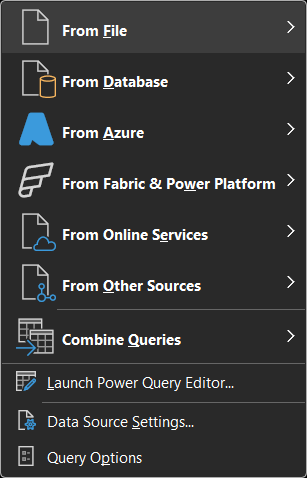 From File
From Database
From Azure
From Fabric & Power Platform
From Online Services
From Other Sources
Combine Queries
Launch Power Query Editor...
Data Source Settings...
Query Options